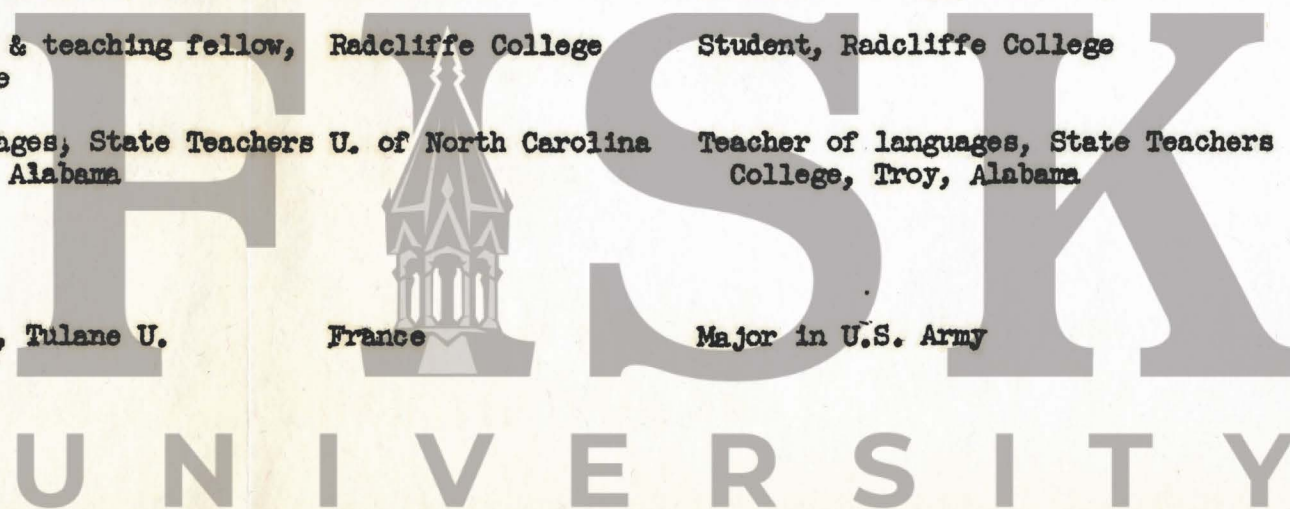 & teaching fellow, Radcliffe College Student, Radcliffe College
e
ages, State Teachers U. of North Carolina Teacher of languages, State Teachers
Alabama College, Troy, Alabama
, Tulane U. France Major in U.S. Army
FISK
UNIVERSITY